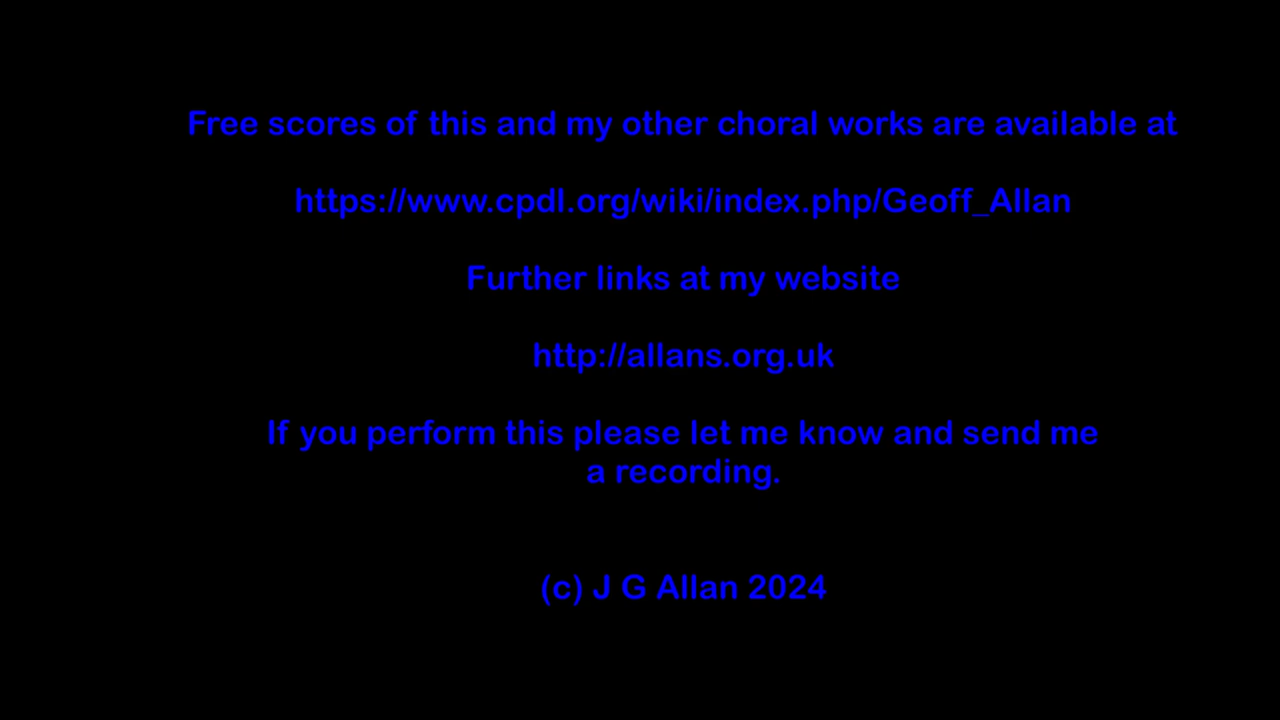 Free scores of this and my other choral works are available at
https://www.cpdl.org/wiki/index.php/Geoff_Allan
Further links at my website
http://allans.org.uk
If you perform this please let me know and send me
a recording.
(c) J G Allan 2024